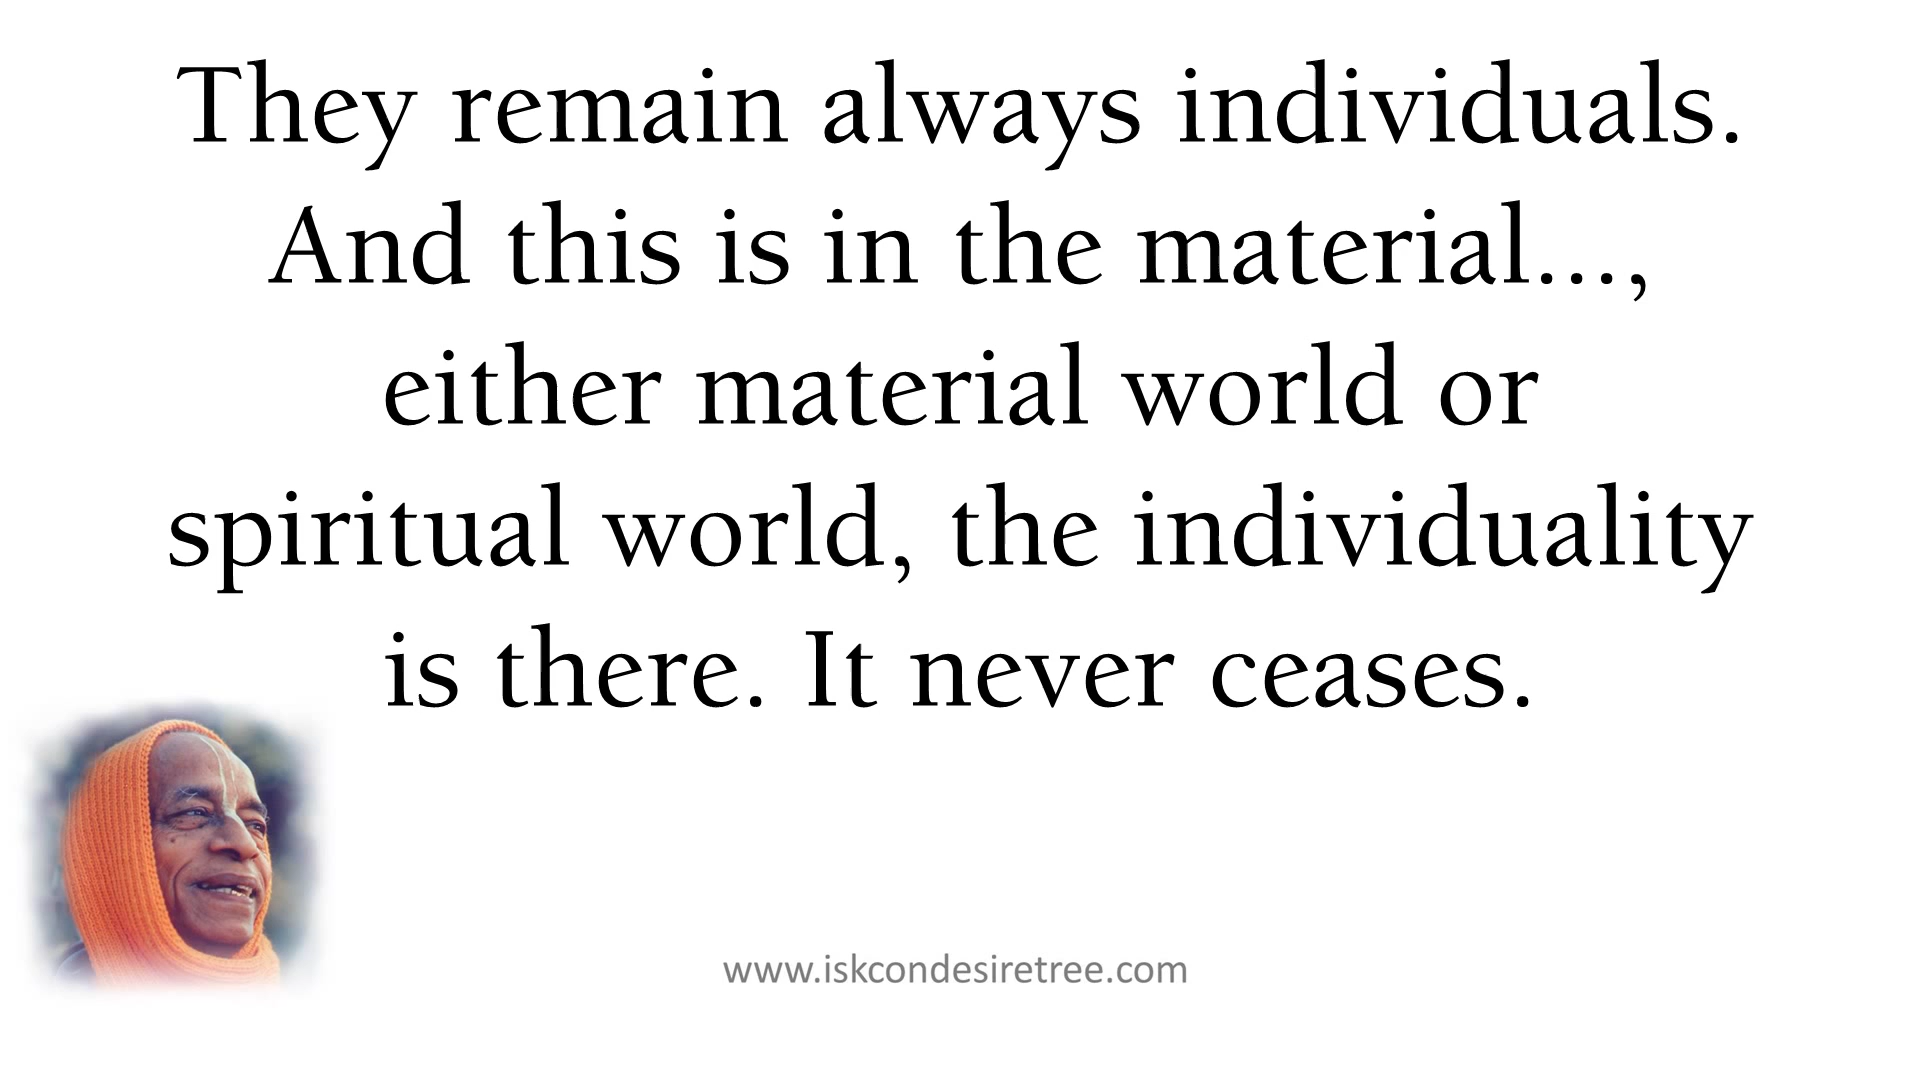 They remain always individuals.
And this is in the material...,
either material world or
spiritual world, the individuality
is there. It never ceases.
www.iskcondesiretree.com